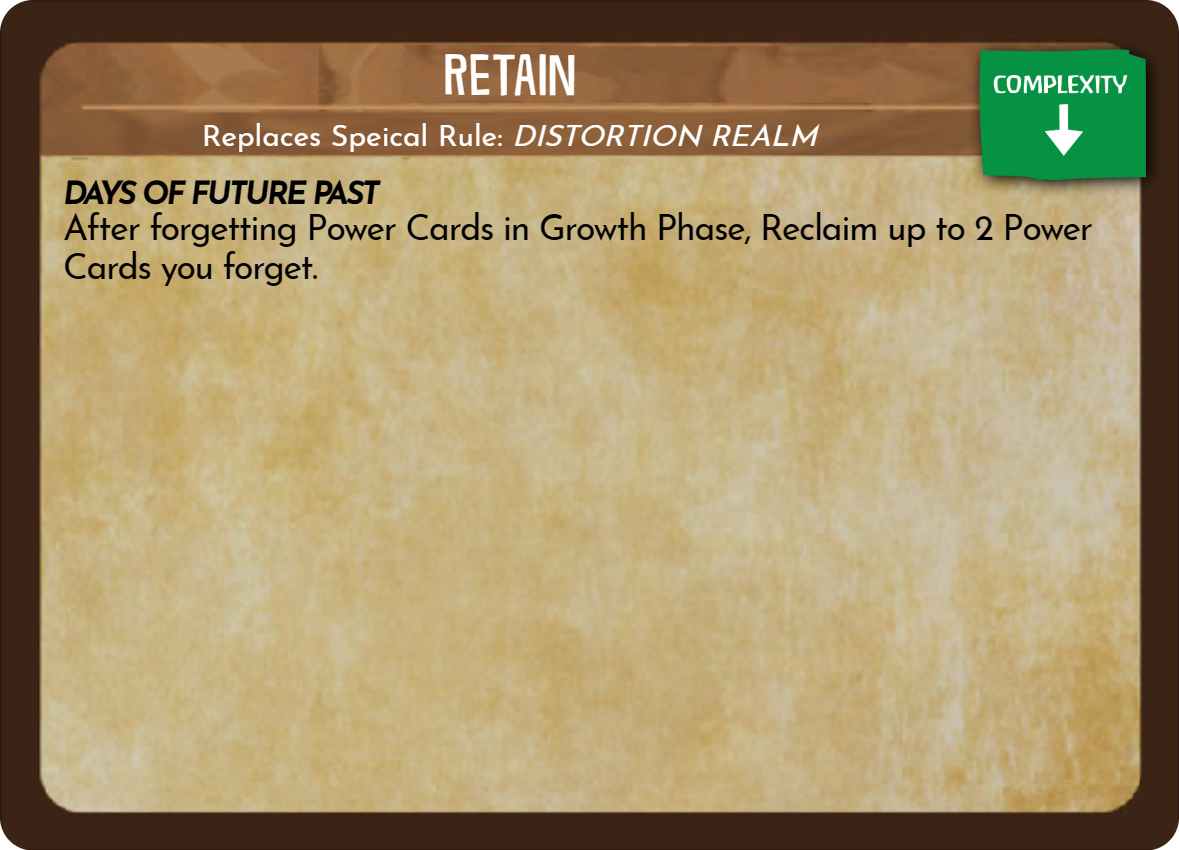 RETAIN
COMPLEXITY
Replaces Speical Rule: DISTORTION REALM
DAYS OF FUTURE PAST
After forgetting Power Cards in Growth Phase, Reclaim up to 2 Power
Cards you forget.